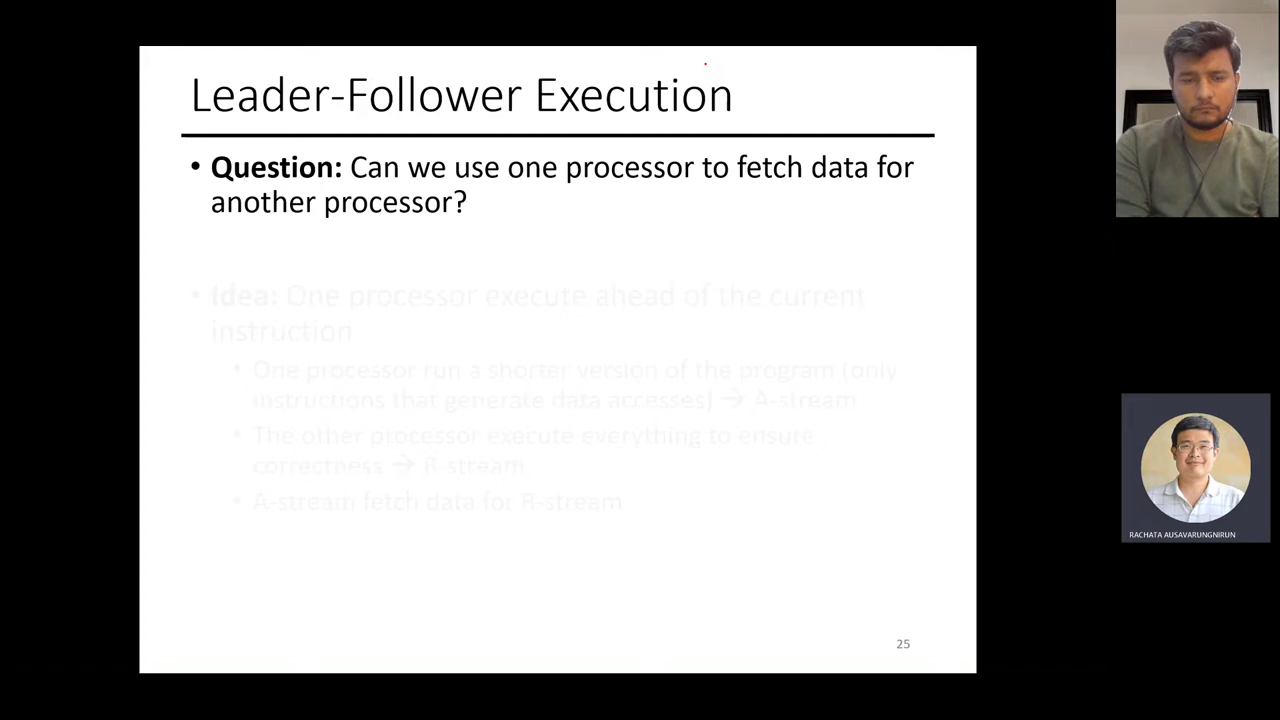 Leader-Follower Execution
• Question: Can we use one processor to fetch data for
another processor?
• Idea: One processor execute ahead of the current
instruction
• One processor run a shorter version of the program (only
instructions that generate data accesses) → A-stream
• The other processor execute everything to ensure
correctness → R-stream
• A-stream fetch data for R-stream
25
RACHATA AUSAVARUNGNIRUN